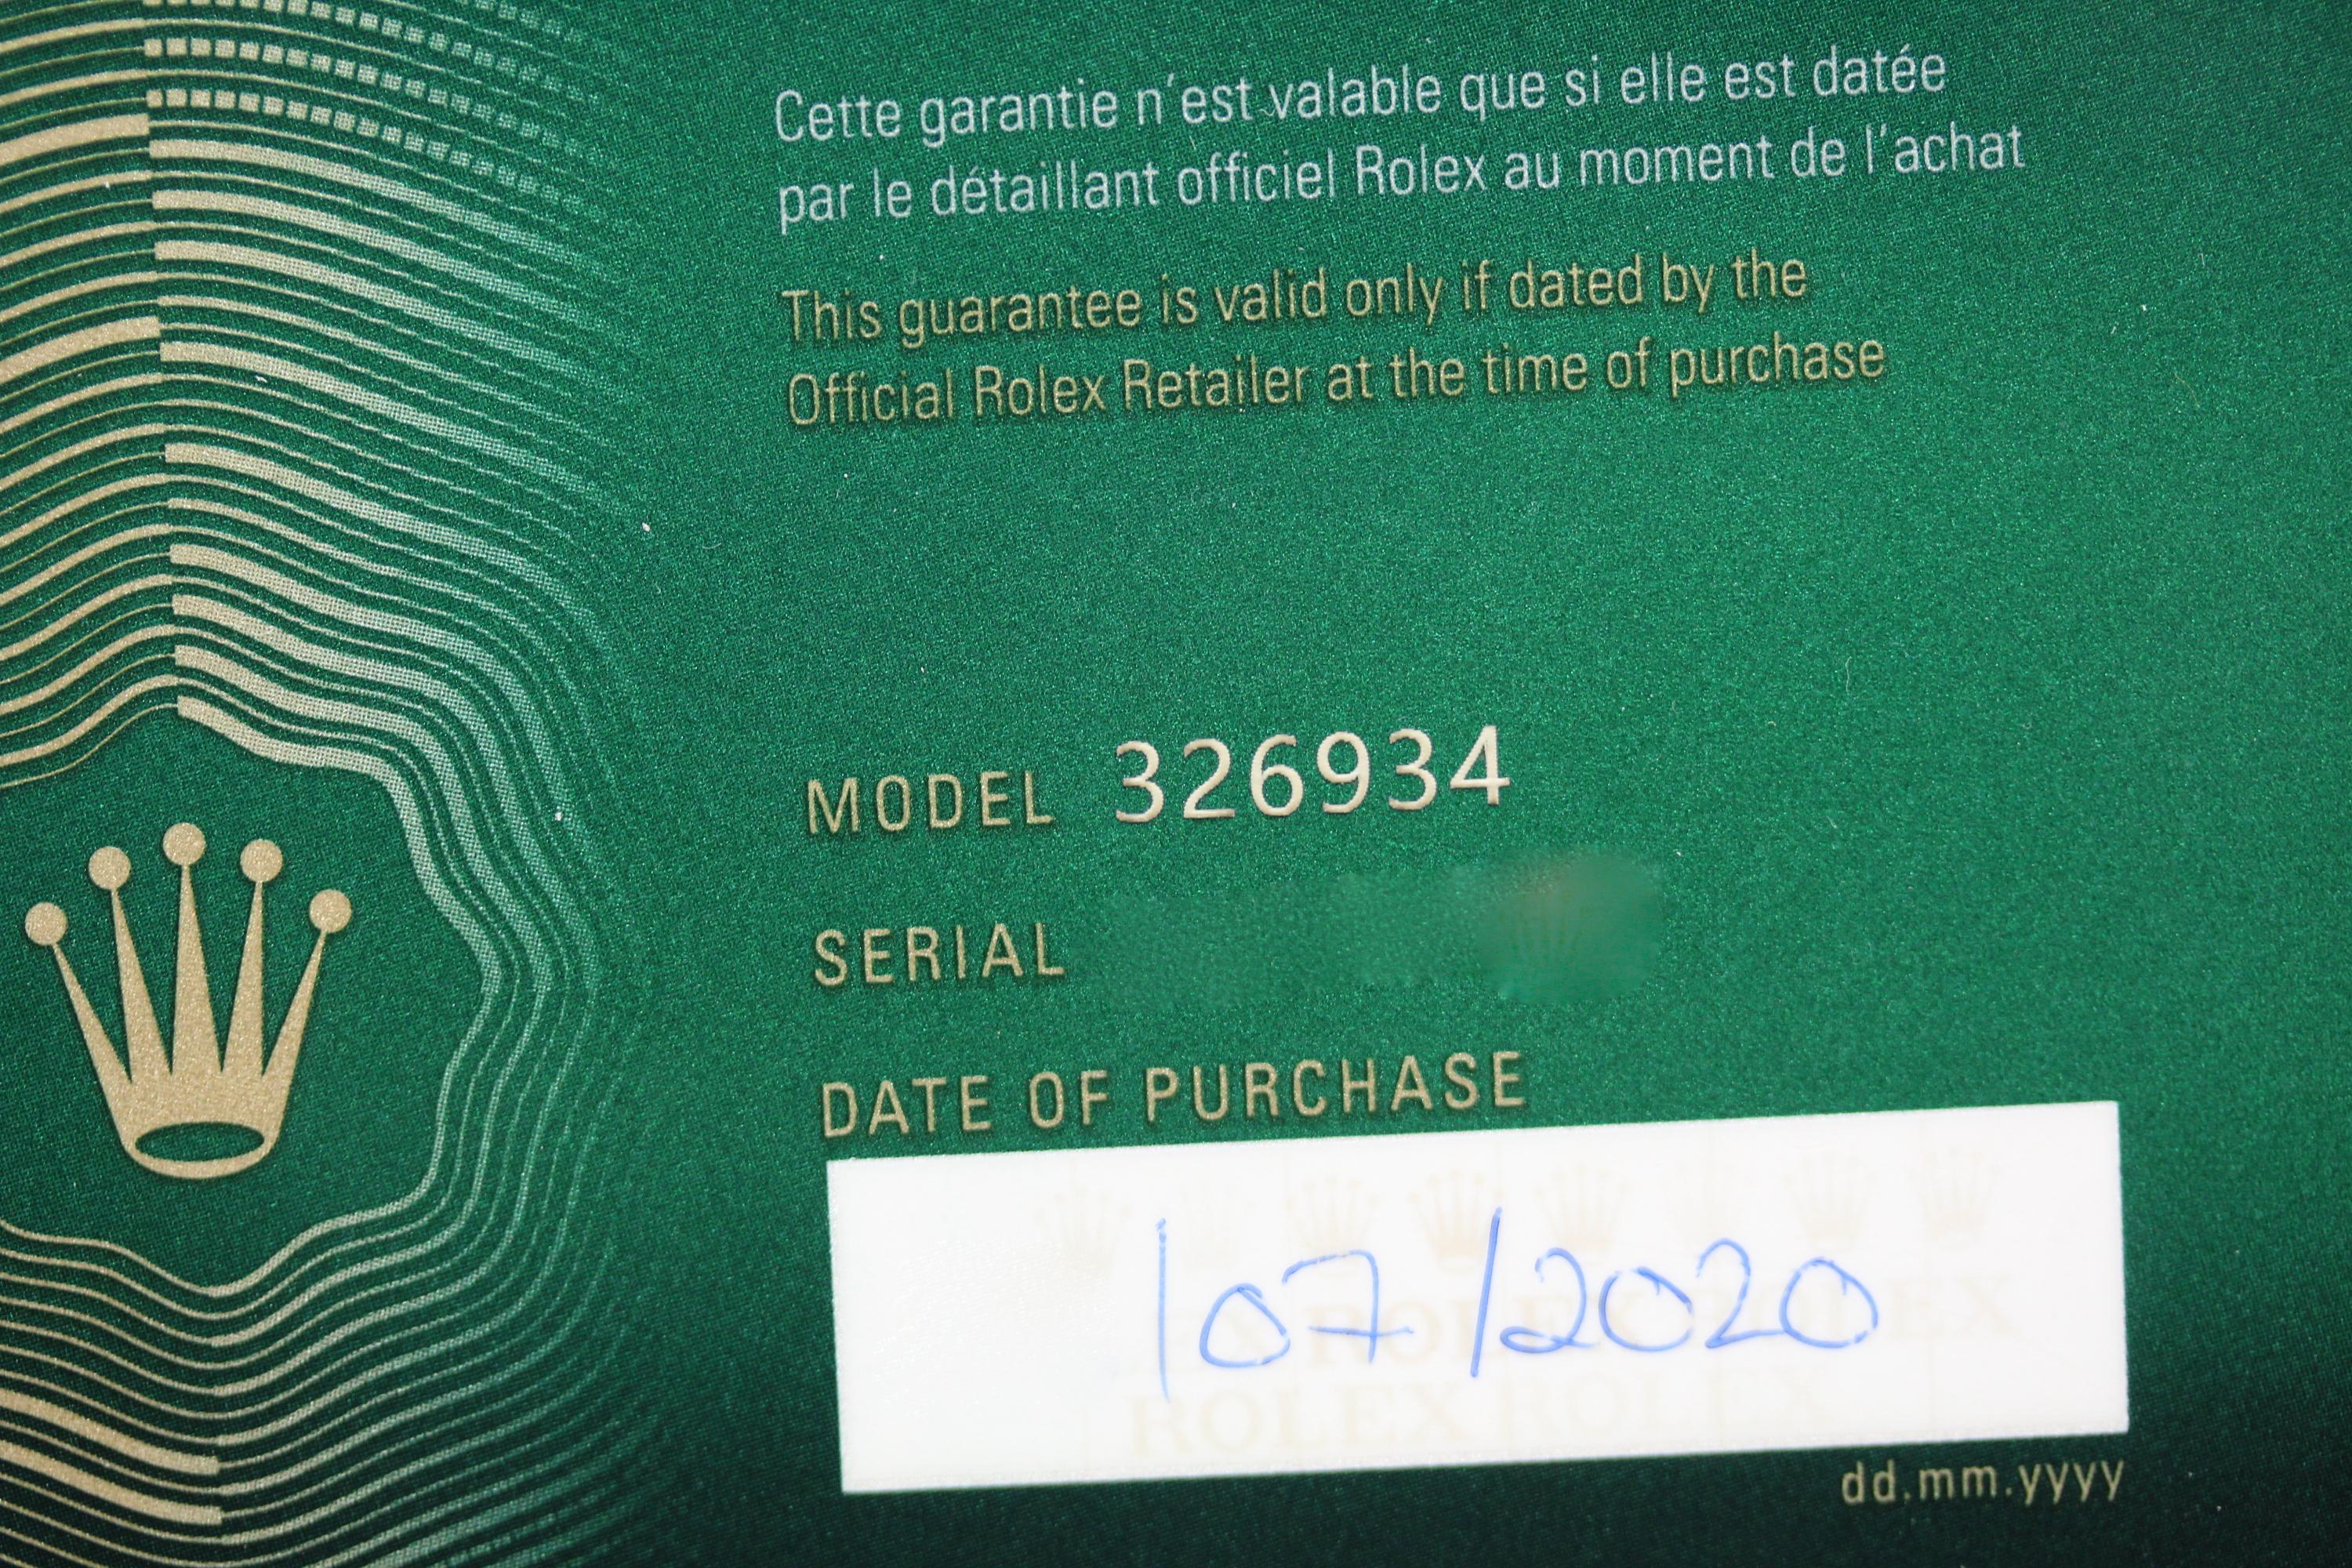 Cette garantie n'est valable que si elle est datée
par le détaillant officiel Rolex au moment de l'achat
This guarantee is valid only if dated by the
Official Rolex Retailer at the time of purchase
MODEL 326934
SERIAL
DATE OF PURCHASE
/07/2020
ROLEX ROLEX
dd.mm.yyyy